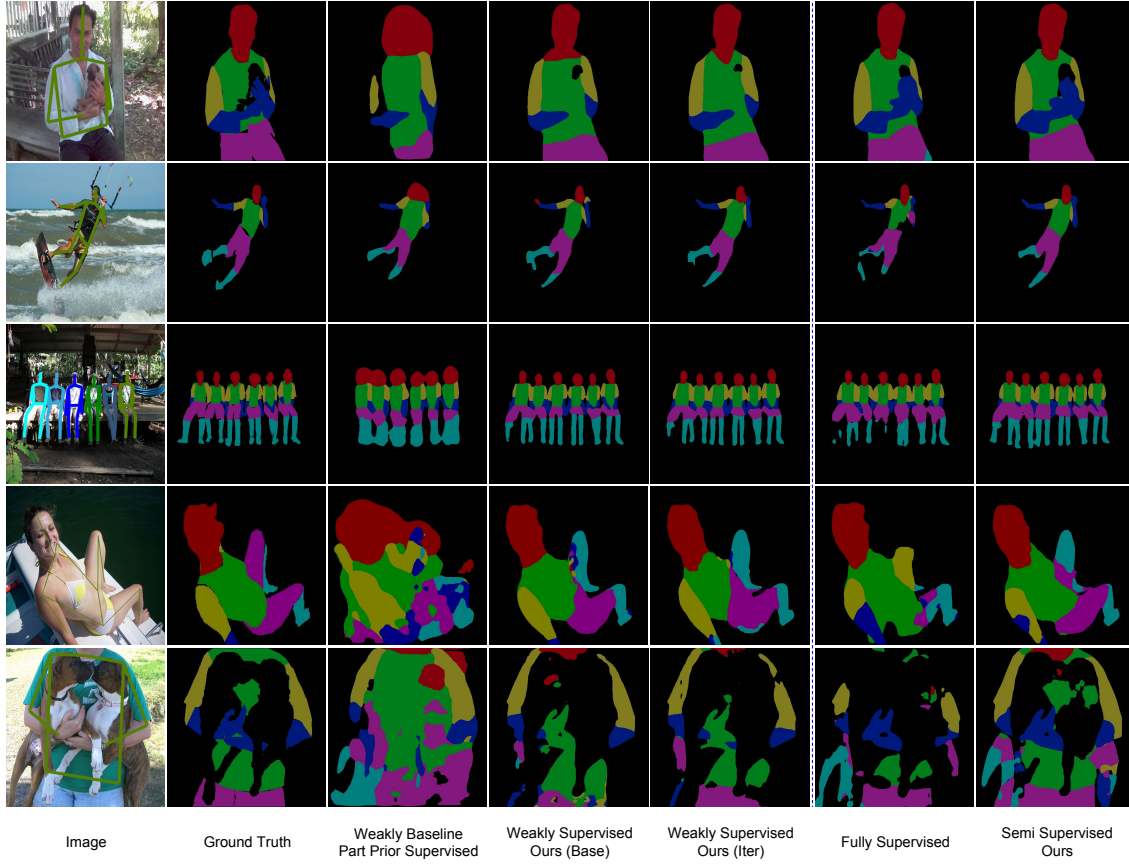 Image
Ground Truth
Weakly Baseline
Part Prior Supervised
Weakly Supervised
Ours (Base)
Weakly Supervised
Ours (Iter)
Fully Supervised
Semi Supervised
Ours